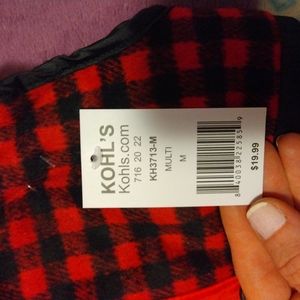 KOHL'S
Kohls.com
716 20 22
KH3713-M
MULTI
M
$19.99